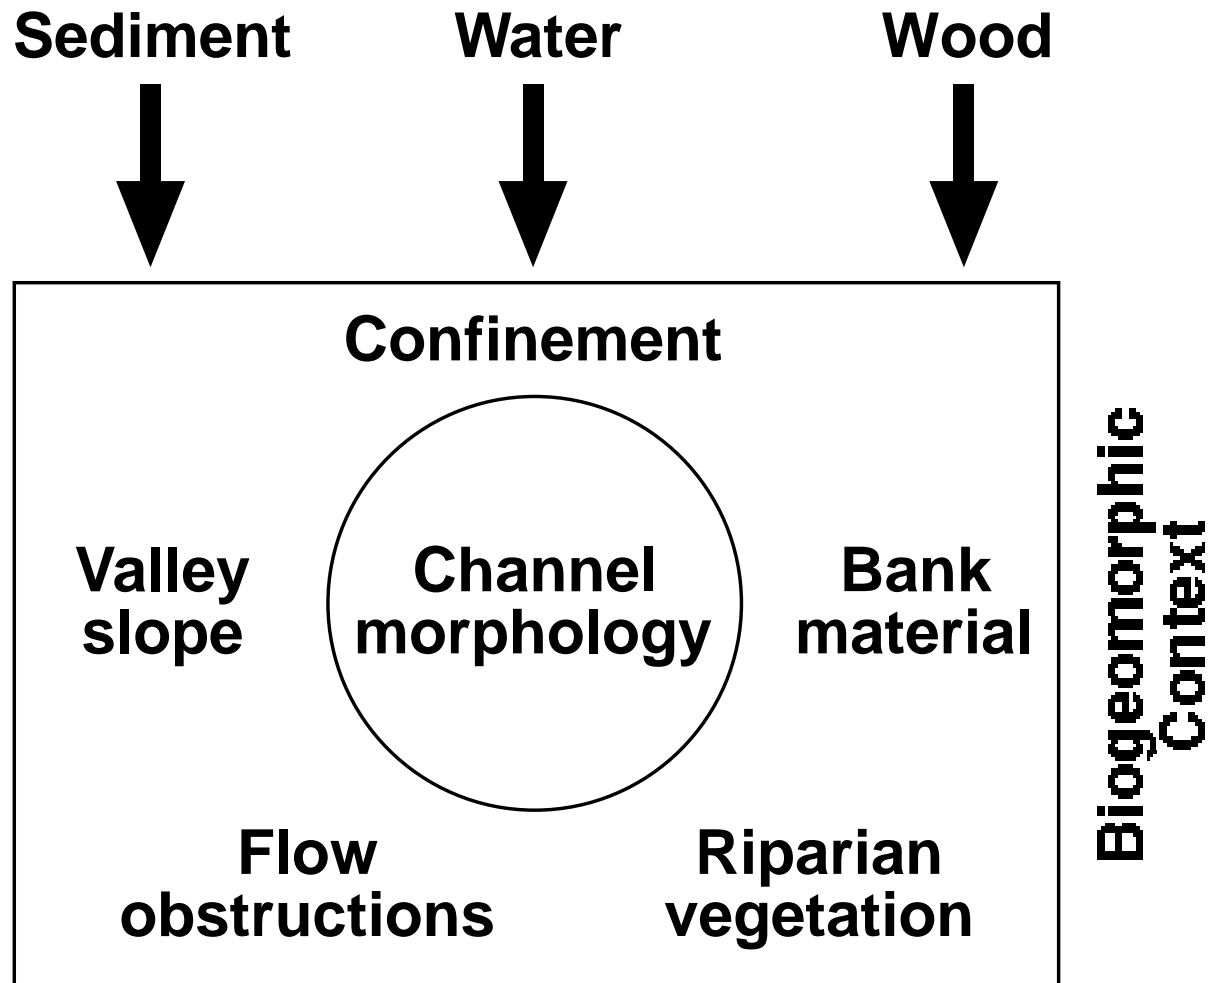 Sediment
Water
Wood
Confinement
Valley
slope
Channel
morphology
Bank
material
Flow
obstructions
Riparian
vegetation
Biogeomorphic
Context